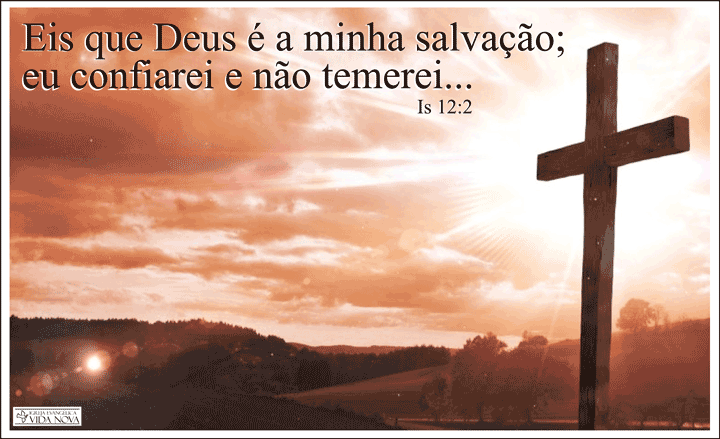 Eis que Deus é a minha salvação;
eu confiarei e não temerei...
Is 12:2
IGREJA EVANGÉLICA
VIDA NOVA